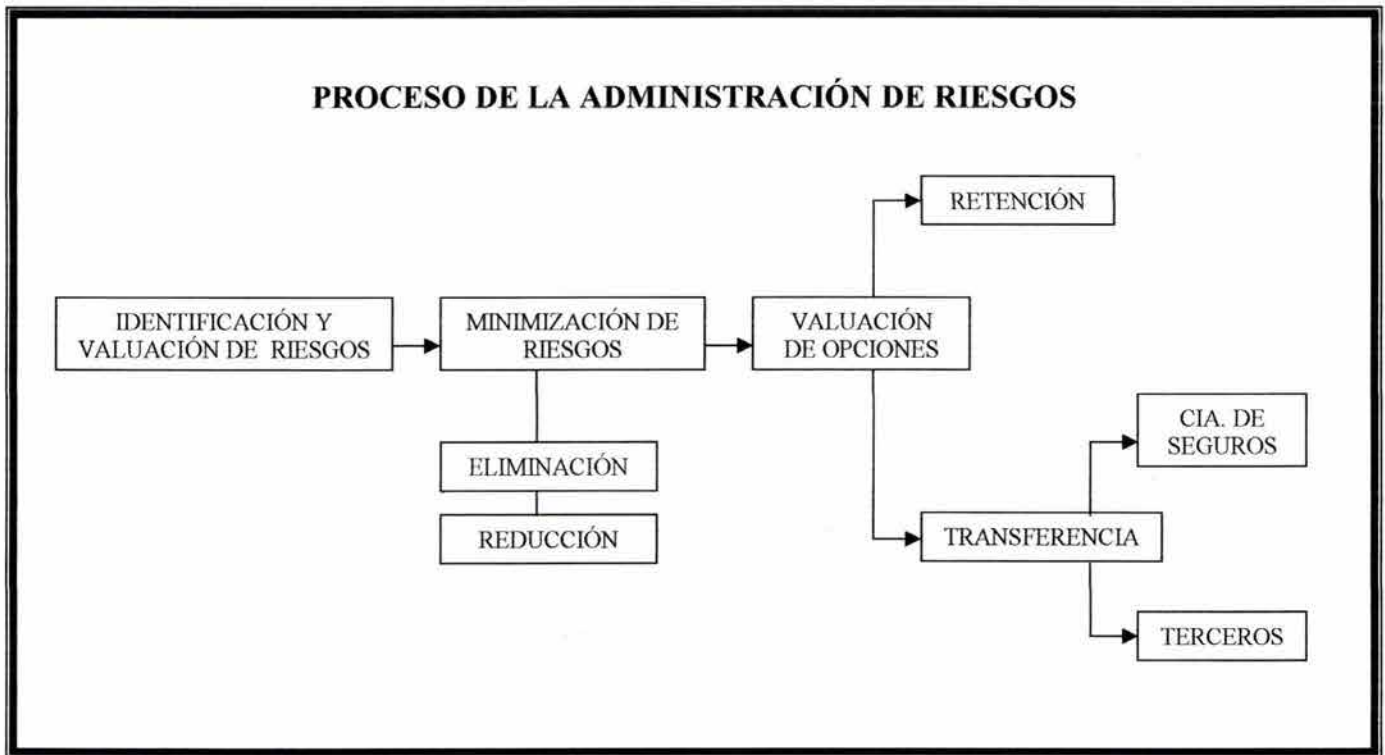 PROCESO DE LA ADMINISTRACIÓN DE RIESGOS
RETENCIÓN
IDENTIFICACIÓN Y
VALUACIÓN DE RIESGOS
MINIMIZACIÓN DE
RIESGOS
VALUACIÓN
DE OPCIONES
ELIMINACIÓN
REDUCCIÓN
CIA. DE
SEGUROS
TRANSFERENCIA
TERCEROS